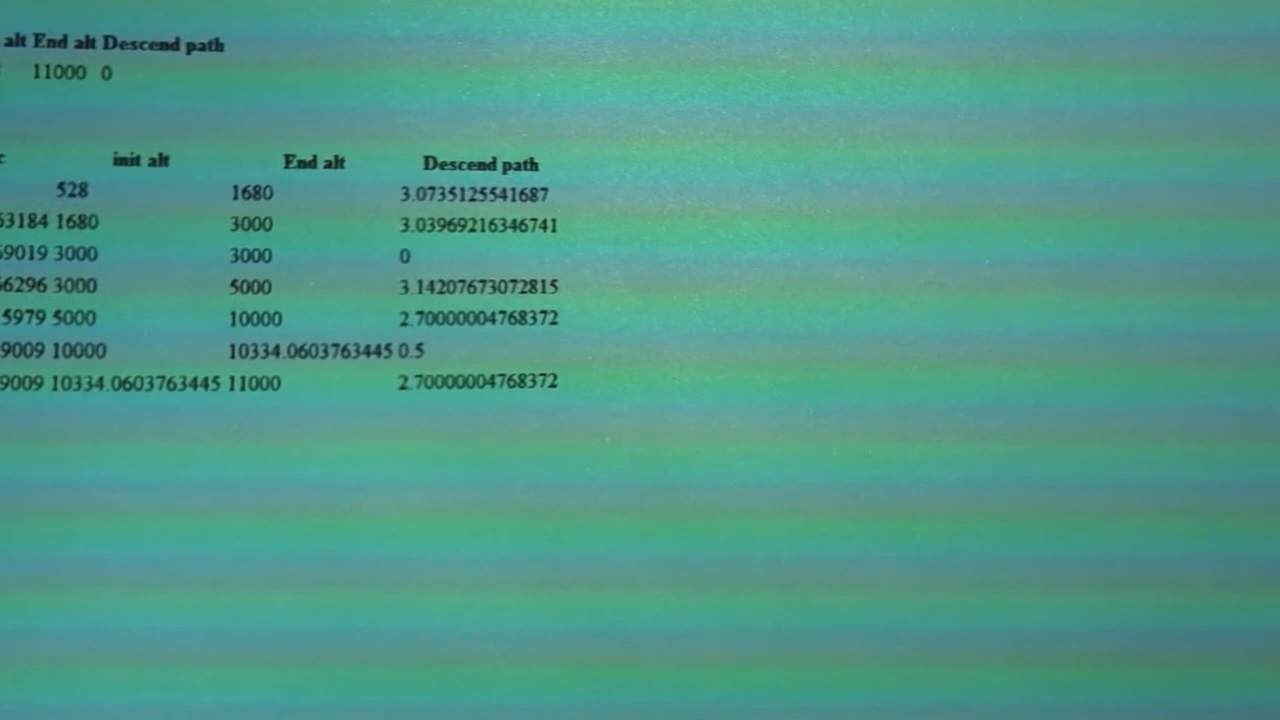 alt End alt Descend path
11000 0
init alt End alt Descend path
528 1680 3.0735125541687
53184 1680 3000 3.03969216346741
59019 3000 3000 0
56296 3000 5000 3.14207673072815
5979 5000 10000 2.70000004768372
9009 10000 10334.0603763445 0.5
9009 10334.0603763445 11000 2.70000004768372